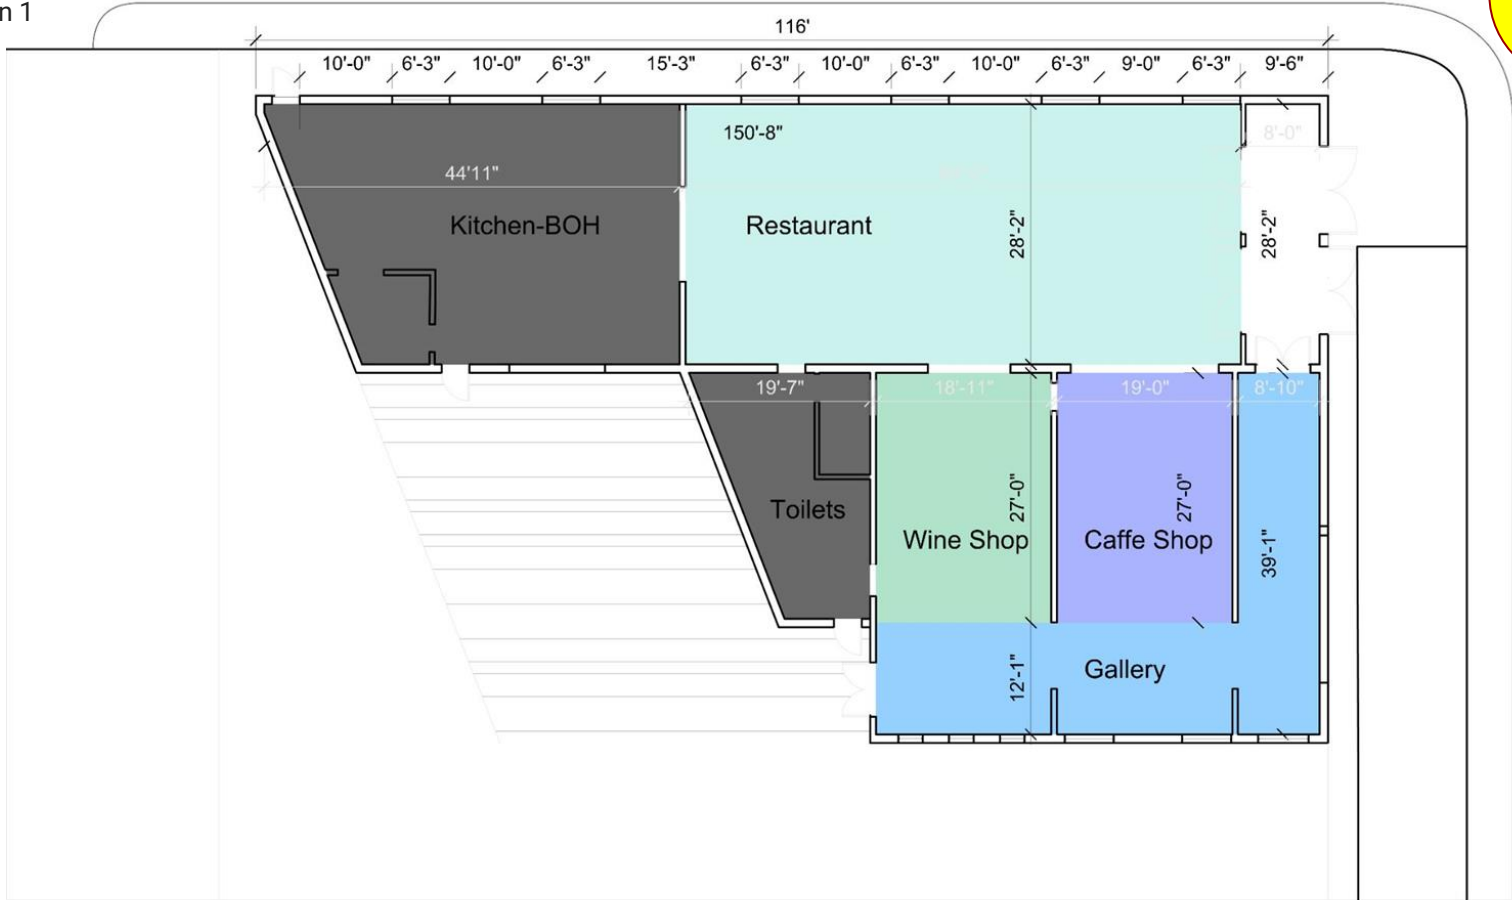 n 1
116'
10'-0" 6'-3" 10'-0" 6'-3" 15'-3" 6'-3" 10'-0" 6'-3" 10'-0" 6'-3" 9'-0" 6'-3" 9'-6"
150'-8" 8'-0"
44'11"
Kitchen-BOH Restaurant 28'-2" 28'-2"
19'-7" 18'-11" 19'-0" 8'-10"
Toilets 27'-0" 27'-0"
Wine Shop Caffe Shop 39'-1"
12'-1" Gallery